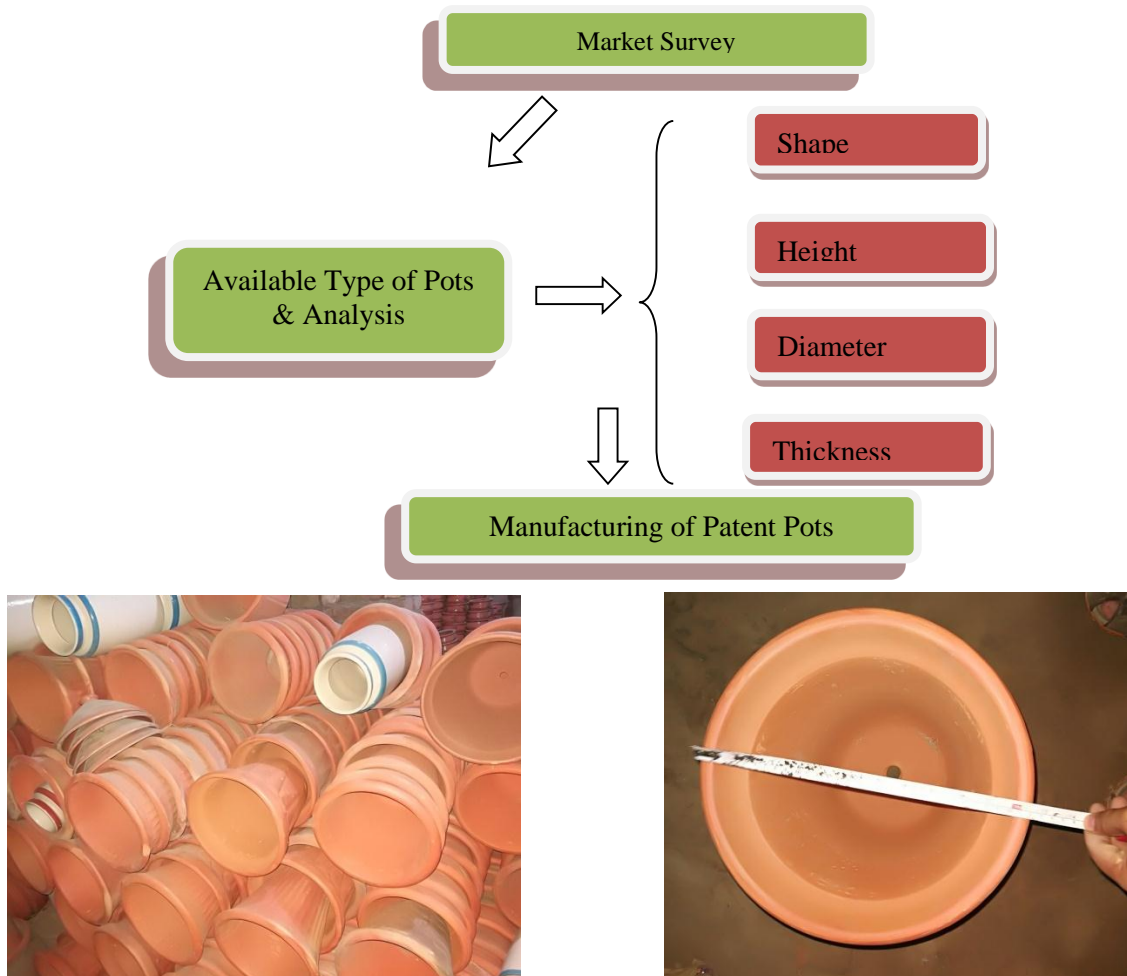 Market Survey
Shape
Height
Available Type of Pots
& Analysis
Diameter
Thickness
Manufacturing of Patent Pots